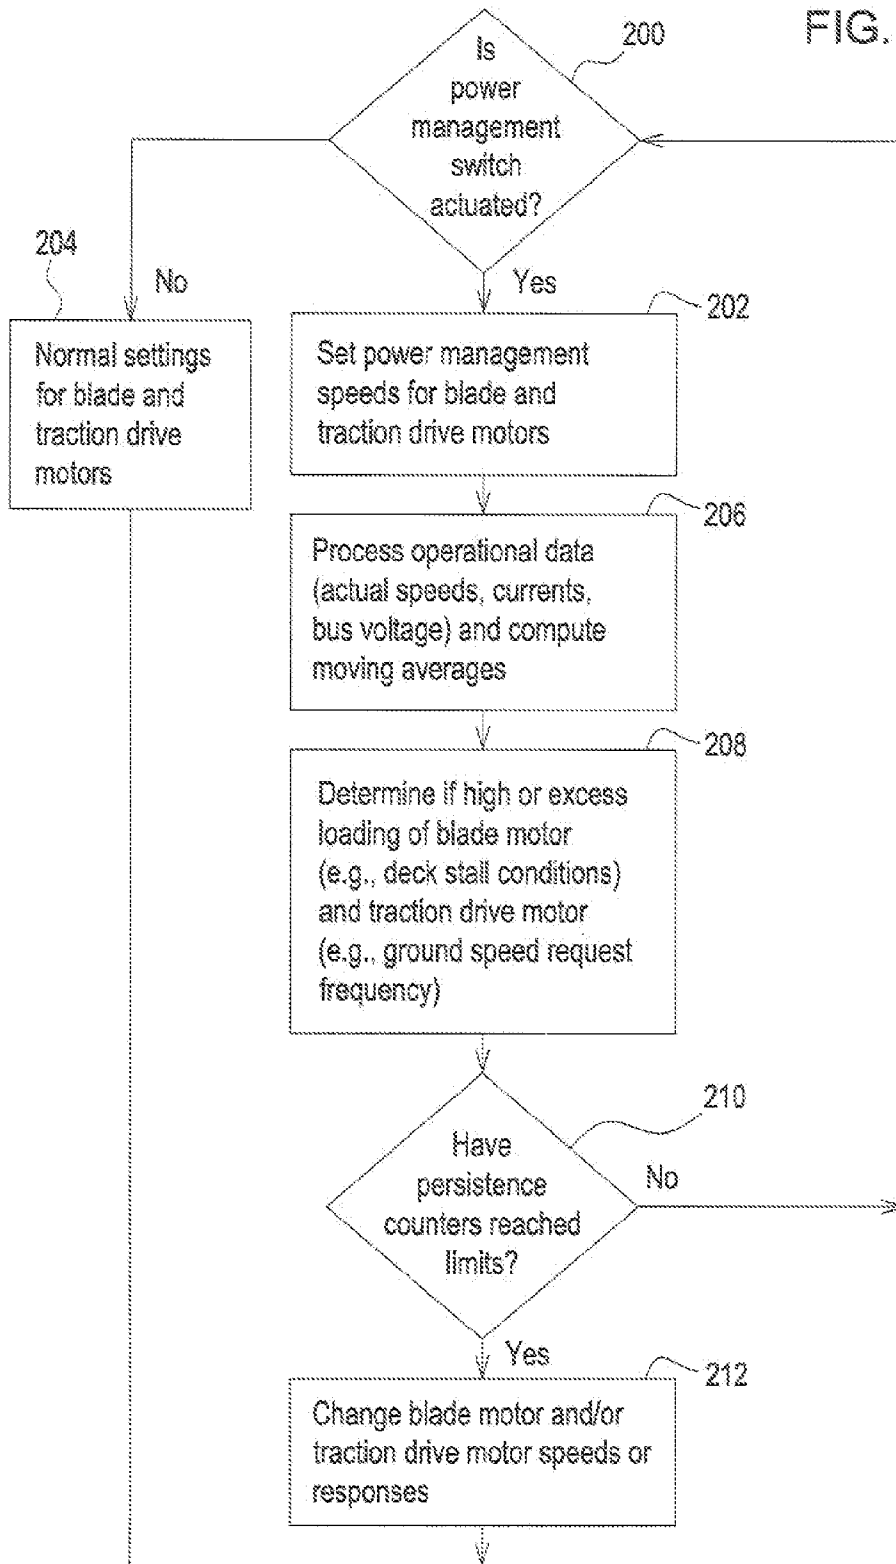 FIG.
200
Is
power
management
switch
actuated?
204
No
Yes
202
Normal settings
for blade and
traction drive
motors
Set power management
speeds for blade and
traction drive motors
206
Process operational data
(actual speeds, currents,
bus voltage) and compute
moving averages
208
Determine if high or excess
loading of blade motor
(e.g., deck stall conditions)
and traction drive motor
(e.g., ground speed request
frequency)
210
Have
persistence
counters reached
limits?
No
Yes
212
Change blade motor and/or
traction drive motor speeds or
responses